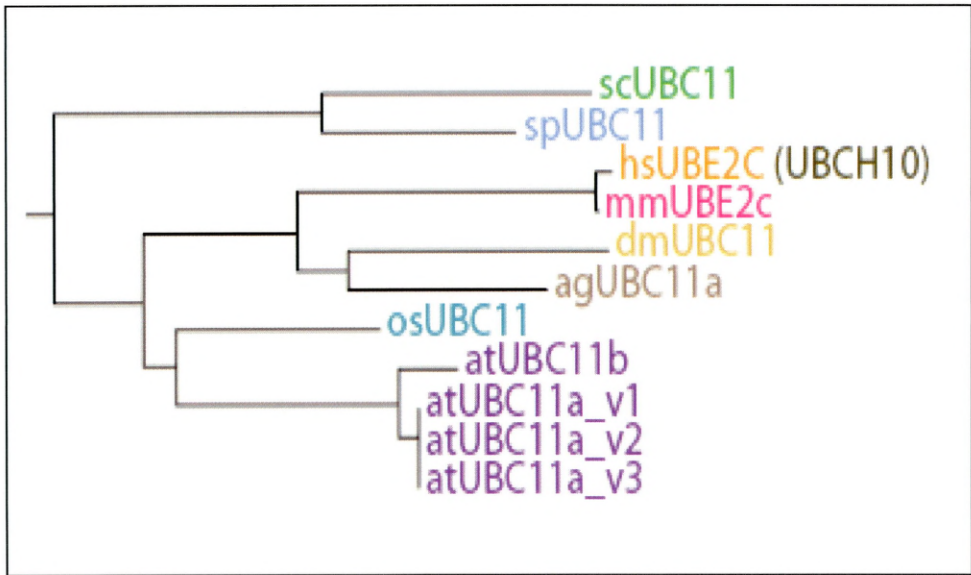 scUBC11
spUBC11
hsUBE2C (UBCH10)
mmUBE2c
dmUBC11
agUBC11a
osUBC11
atUBC11b
atUBC11a_v1
atUBC11a_v2
atUBC11a_v3